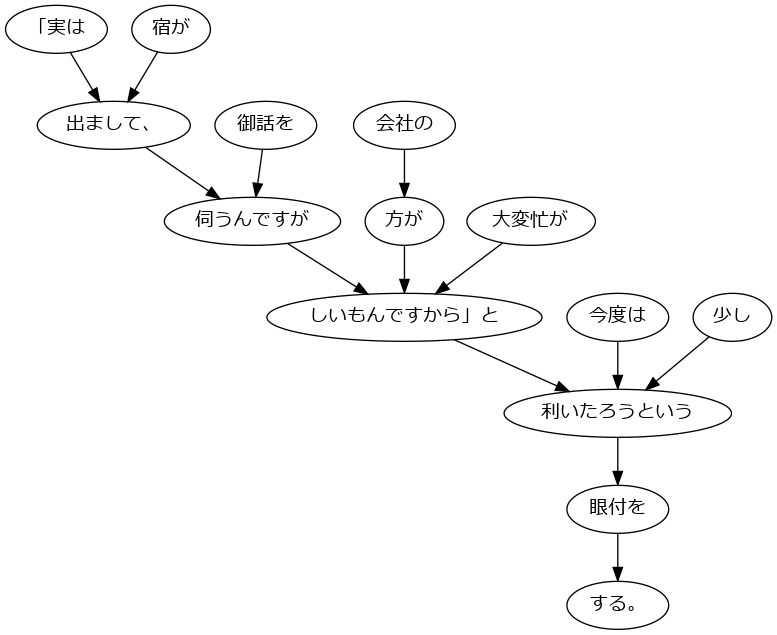 「実は
宿が
出まして、
御話を
会社の
伺うんですが
方が
大変忙が
しいもんですから」と
今度は
少し
利いたろうという
眼付を
する。